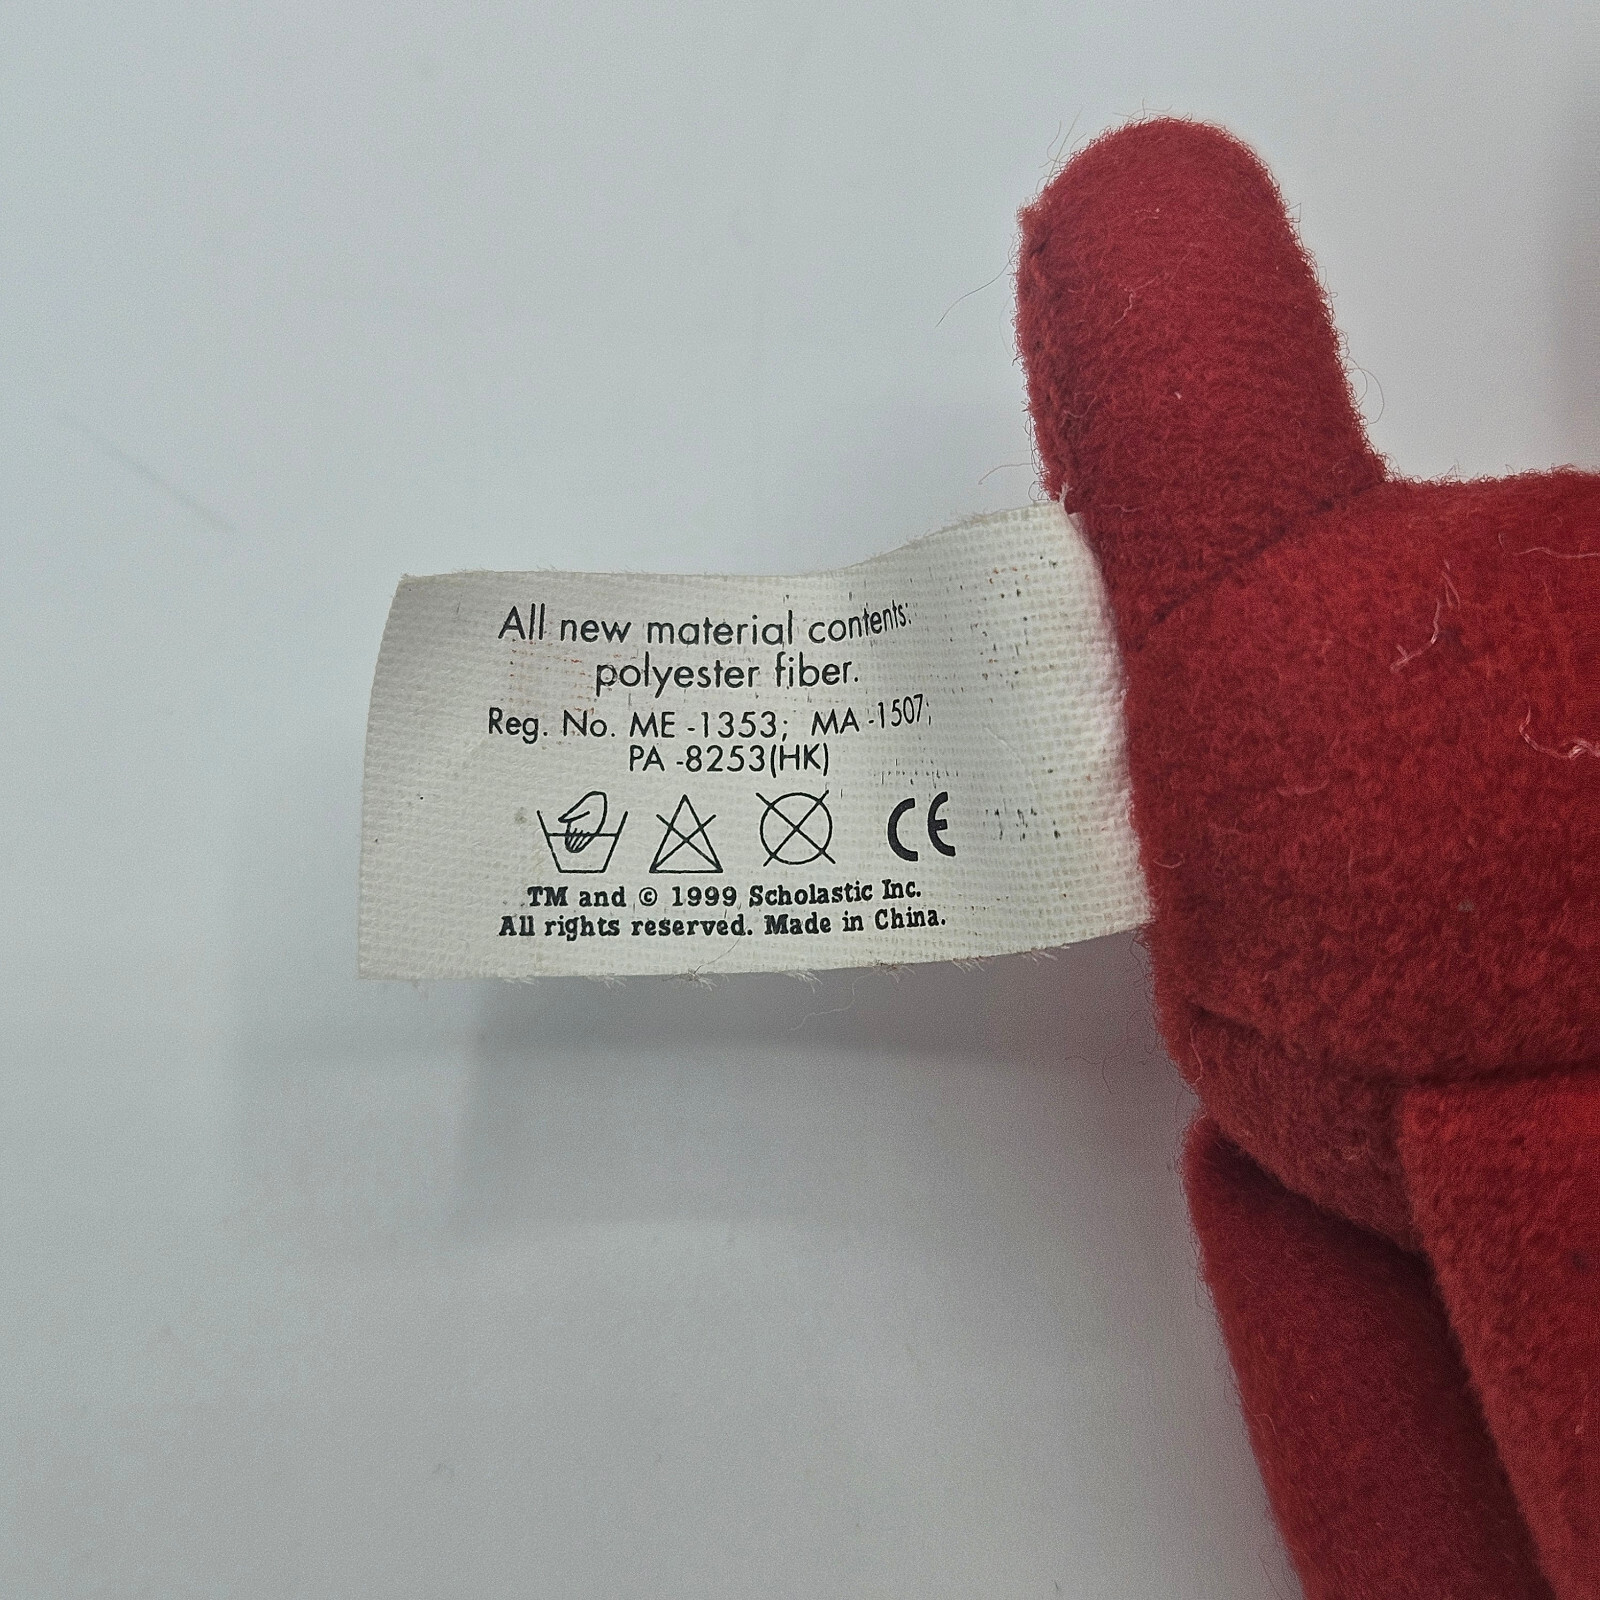 All new material contents:
polyester fiber.
Reg. No. ME -1353; MA -1507;
PA -8253(HK)
CE
TM and © 1999 Scholastic Inc.
All rights reserved. Made in China.